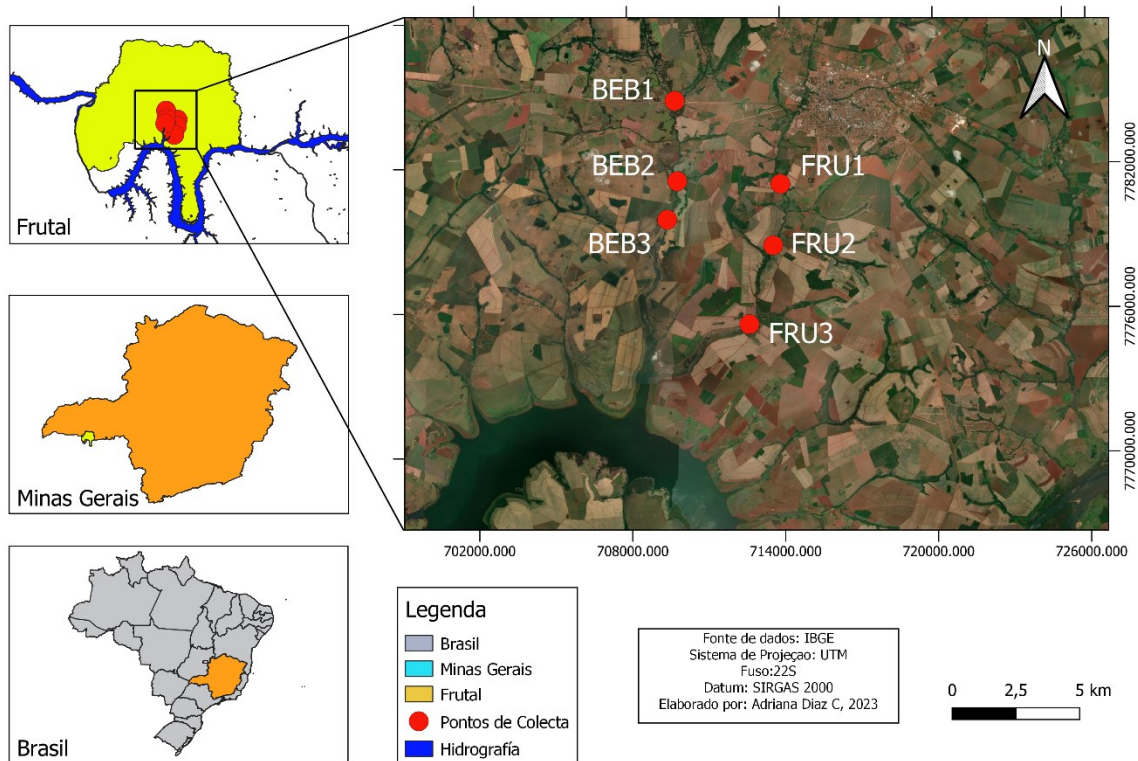 Frutal
Minas Gerais
Brasil
BEB1
BEB2
BEB3
FRU1
FRU2
FRU3
N
7782000.000
7776000.000
7770000.000
702000.000
708000.000
714000.000
720000.000
726000.000
Legenda
Brasil
Minas Gerais
Frutal
Pontos de Colecta
Hidrografía
Fonte de dados: IBGE
Sistema de Projeçao: UTM
Fuso:22S
Datum: SIRGAS 2000
Elaborado por: Adriana Diaz C, 2023
0 2,5 5 km